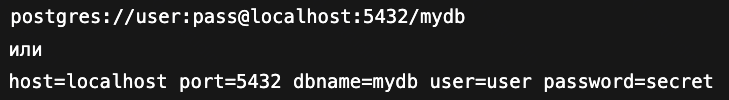 postgres://user:pass@localhost:5432/mydb
или
host=localhost port=5432 dbname=mydb user=user password=secret